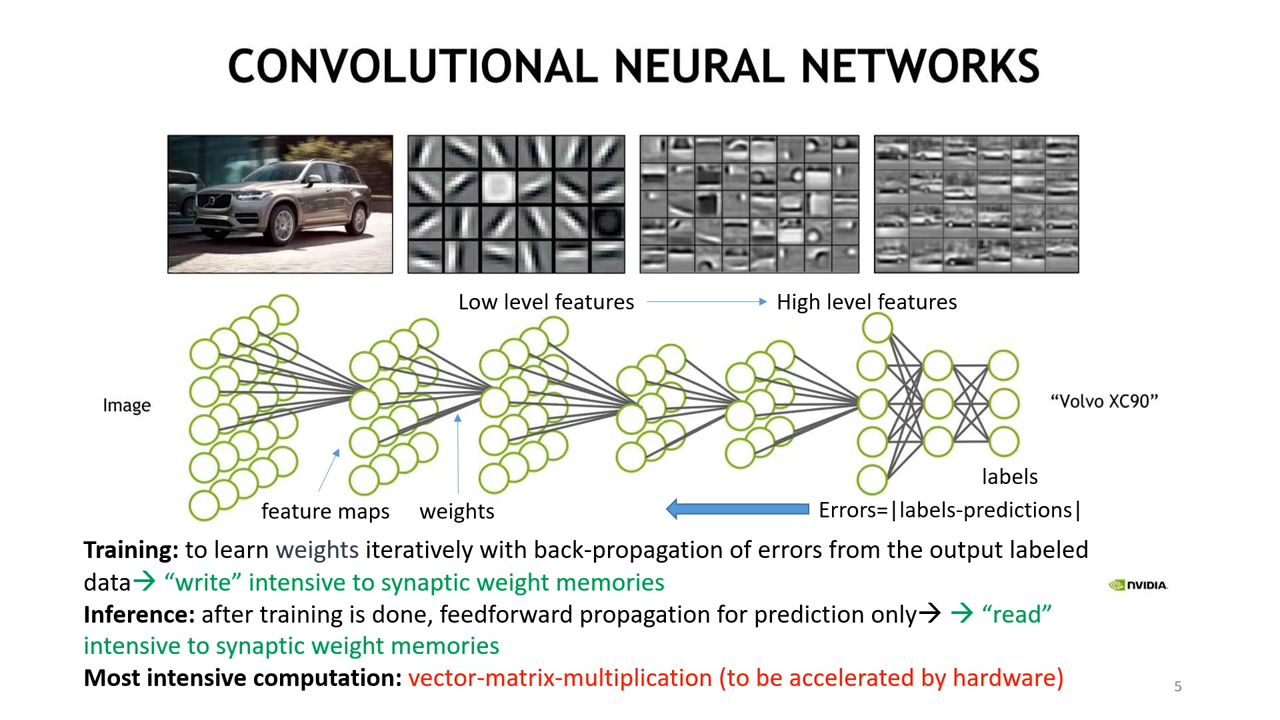 CONVOLUTIONAL NEURAL NETWORKS
Low level features
High level features
Image
"Volvo XC90"
labels
feature maps
weights
Errors=|labels-predictions|
Training: to learn weights iteratively with back-propagation of errors from the output labeled
data→ “write” intensive to synaptic weight memories
NVIDIA.
Inference: after training is done, feedforward propagation for prediction only→ → “read”
intensive to synaptic weight memories
Most intensive computation: vector-matrix-multiplication (to be accelerated by hardware)
5